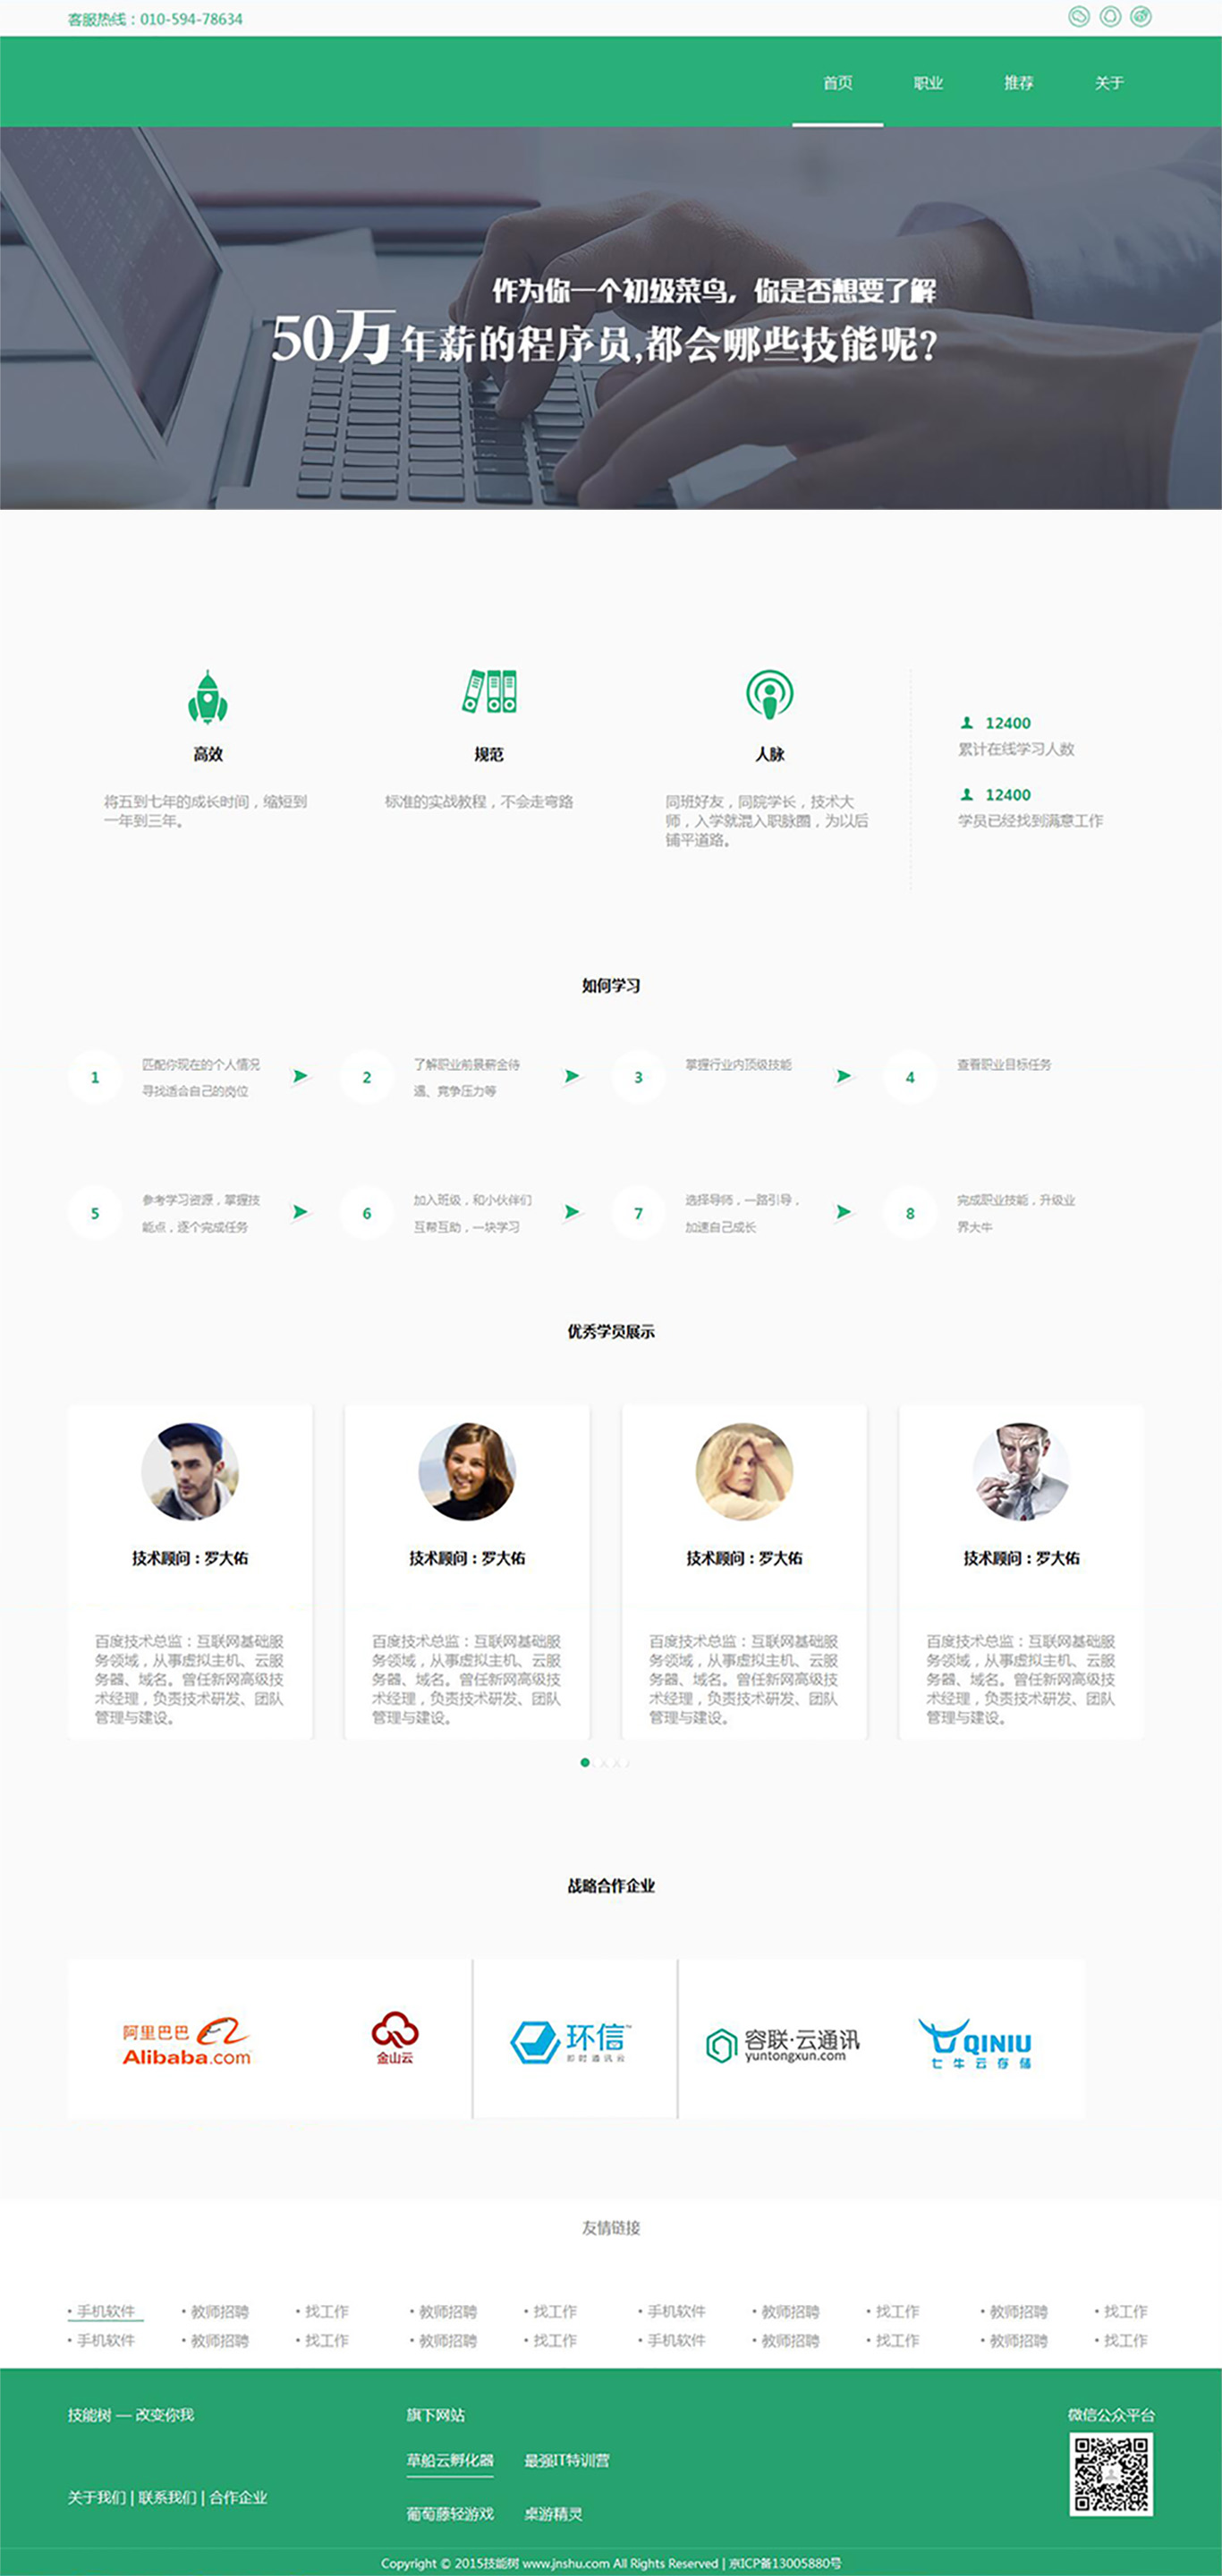 客服热线：010-594-78634
首页 职业 推荐 关于
作为你一个初级菜鸟，你是否想要了解
50万年薪的程序员,都会哪些技能呢?
高效
将五到七年的成长时间，缩短到
一年到三年。
规范
标准的实战教程，不会走弯路
人脉
同班好友，同院学长，技术大
师，入学就混入职脉圈，为以后
铺平道路。
12400
累计在线学习人数
12400
学员已经找到满意工作
如何学习
1
匹配你现在的个人情况
寻找适合自己的岗位
2
了解职业前景薪金待
遇、竞争压力等
3
掌握行业内顶级技能
4
查看职业目标任务
5
参考学习资源，掌握技
能点，逐个完成任务
6
加入班级，和小伙伴们
互帮互助，一块学习
7
选择导师，一路引导，
加速自己成长
8
完成职业技能，升级业
界大牛
优秀学员展示
技术顾问：罗大佑
百度技术总监：互联网基础服
务领域，从事虚拟主机、云服
务器、域名。曾任新网高级技
术经理，负责技术研发、团队
管理与建设。
技术顾问：罗大佑
百度技术总监：互联网基础服
务领域，从事虚拟主机、云服
务器、域名。曾任新网高级技
术经理，负责技术研发、团队
管理与建设。
技术顾问：罗大佑
百度技术总监：互联网基础服
务领域，从事虚拟主机、云服
务器、域名。曾任新网高级技
术经理，负责技术研发、团队
管理与建设。
技术顾问：罗大佑
百度技术总监：互联网基础服
务领域，从事虚拟主机、云服
务器、域名。曾任新网高级技
术经理，负责技术研发、团队
管理与建设。
战略合作企业
阿里巴巴
Alibaba.com
金山云
环信™
即时通讯云
容联·云通讯
yuntongxun.com
QINIU
七牛云存储
友情链接
• 手机软件 • 教师招聘 • 找工作 • 教师招聘 • 找工作 • 手机软件 • 教师招聘 • 找工作 • 教师招聘 • 找工作
• 手机软件 • 教师招聘 • 找工作 • 教师招聘 • 找工作 • 手机软件 • 教师招聘 • 找工作 • 教师招聘 • 找工作
技能树 — 改变你我
关于我们 | 联系我们 | 合作企业
旗下网站
草船云孵化器 最强IT特训营
葡萄藤轻游戏 桌游精灵
微信公众平台
Copyright © 2015技能树 www.jnshu.com All Rights Reserved | 京ICP备13005880号